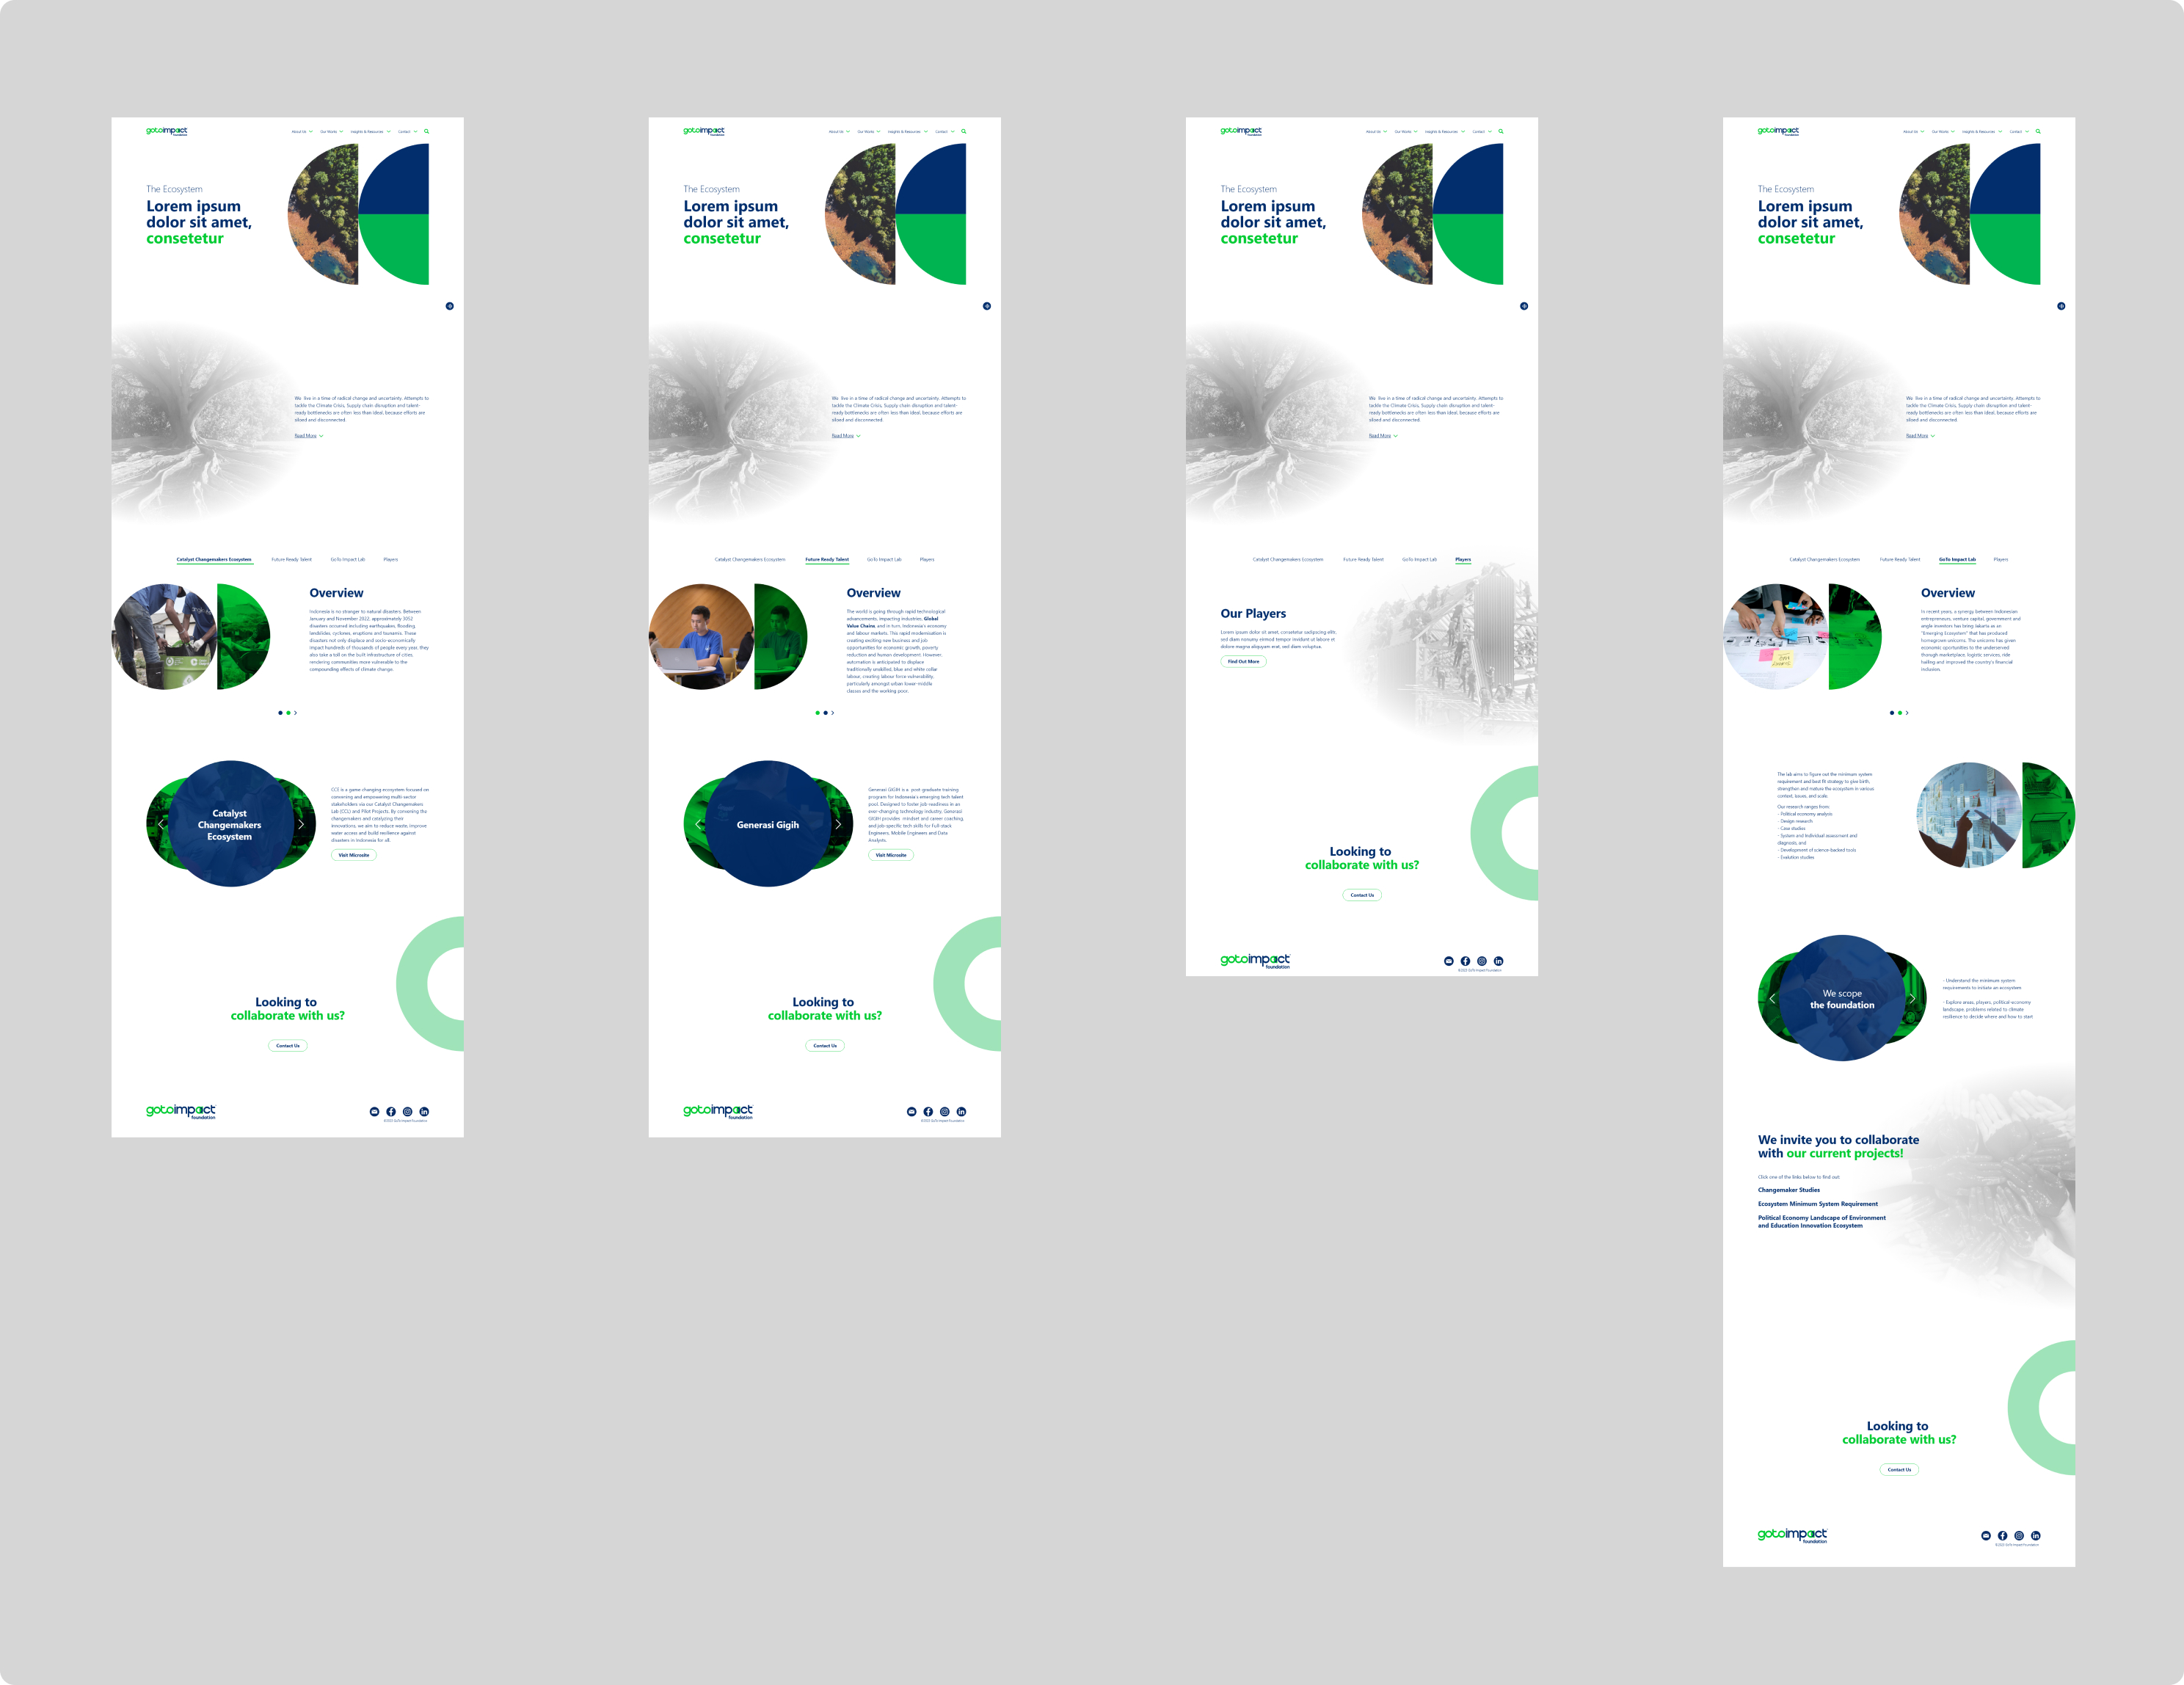 gotoimpact
foundation
About Us
Our Works
Insights & Resources
Contact
The Ecosystem
Lorem ipsum
dolor sit amet,
consetetur
We live in a time of radical change and uncertainty. Attempts to
tackle the Climate Crisis, Supply chain disruption and talent-
ready bottlenecks are often less than ideal, because efforts are
siloed and disconnected.
Read More
Catalyst Changemakers Ecosystem
Future Ready Talent
GoTo Impact Lab
Players
Overview
Indonesia is no stranger to natural disasters. Between
January and November 2022, approximately 3052
disasters occurred including earthquakes, flooding,
landslides, cyclones, eruptions and tsunamis. These
disasters not only displace and socio-economically
impact hundreds of thousands of people every year, they
also take a toll on the built infrastructure of cities,
rendering communities more vulnerable to the
compounding effects of climate change.
Catalyst
Changemakers
Ecosystem
CCE is a game changing ecosystem focused on
convening and empowering multi-sector
stakeholders via our Catalyst Changemakers
Lab (CCL) and Pilot Projects. By convening the
changemakers and catalyzing their
innovations, we aim to reduce waste, improve
water access and build resilience against
disasters in Indonesia for all.
Visit Microsite
Looking to
collaborate with us?
Contact Us
gotoimpact
foundation
©2023 GoTo Impact Foundation
gotoimpact
foundation
About Us
Our Works
Insights & Resources
Contact
The Ecosystem
Lorem ipsum
dolor sit amet,
consetetur
We live in a time of radical change and uncertainty. Attempts to
tackle the Climate Crisis, Supply chain disruption and talent-
ready bottlenecks are often less than ideal, because efforts are
siloed and disconnected.
Read More
Catalyst Changemakers Ecosystem
Future Ready Talent
GoTo Impact Lab
Players
Overview
The world is going through rapid technological
advancements, impacting industries, Global
Value Chains, and in turn, Indonesia's economy
and labour markets. This rapid modernisation is
creating exciting new business and job
opportunities for economic growth, poverty
reduction and human development. However,
automation is anticipated to displace
traditionally unskilled, blue and white collar
labour, creating labour force vulnerability,
particularly amongst urban lower-middle
classes and the working poor.
Generasi Gigih
Generasi GIGIH is a post-graduate training
program for Indonesia's emerging tech talent
pool. Designed to foster job-readiness in an
ever-changing technology industry, Generasi
GIGIH provides mindset and career coaching,
and job-specific tech skills for Full stack
Engineers, Mobile Engineers and Data
Analysts.
Visit Microsite
Looking to
collaborate with us?
Contact Us
gotoimpact
foundation
©2023 GoTo Impact Foundation
gotoimpact
foundation
About Us
Our Works
Insights & Resources
Contact
The Ecosystem
Lorem ipsum
dolor sit amet,
consetetur
We live in a time of radical change and uncertainty. Attempts to
tackle the Climate Crisis, Supply chain disruption and talent-
ready bottlenecks are often less than ideal, because efforts are
siloed and disconnected.
Read More
Catalyst Changemakers Ecosystem
Future Ready Talent
GoTo Impact Lab
Players
Our Players
Lorem ipsum dolor sit amet, consetetur sadipscing elitr,
sed diam nonumy eirmod tempor invidunt ut labore et
dolore magna aliquyam erat, sed diam voluptua.
Find Out More
Looking to
collaborate with us?
Contact Us
gotoimpact
foundation
©2023 GoTo Impact Foundation
gotoimpact
foundation
About Us
Our Works
Insights & Resources
Contact
The Ecosystem
Lorem ipsum
dolor sit amet,
consetetur
We live in a time of radical change and uncertainty. Attempts to
tackle the Climate Crisis, Supply chain disruption and talent-
ready bottlenecks are often less than ideal, because efforts are
siloed and disconnected.
Read More
Catalyst Changemakers Ecosystem
Future Ready Talent
GoTo Impact Lab
Players
Overview
In recent years, a synergy between Indonesian
entrepreneurs, venture capital, government and
angle investors has bring Jakarta as an
"Emerging Ecosystem" that has produced
homegrown unicorns. The unicorns has given
economic opportunities to the underserved
through marketplace, logistic services, ride
hailing and improved the country's financial
inclusion.
The lab aims to figure out the minimum system
requirement and best fit strategy to give birth,
strengthen and mature the ecosystem in various
context, issues, and scale.
Our research ranges from:
- Political economy analysis
- Design research
- Case studies
- System and Individual assessment and
diagnosis, and
- Development of science-backed tools
- Evalution studies
We scope
the foundation
- Understand the minimum system
requirements to initiate an ecosystem
- Explore areas, players, political economy
landscape, problems related to climate
resilience to decide where and how to start
We invite you to collaborate
with our current projects!
Click one of the links below to find out:
Changemaker Studies
Ecosystem Minimum System Requirement
Political Economy Landscape of Environment
and Education Innovation Ecosystem
Looking to
collaborate with us?
Contact Us
gotoimpact
foundation
©2023 GoTo Impact Foundation